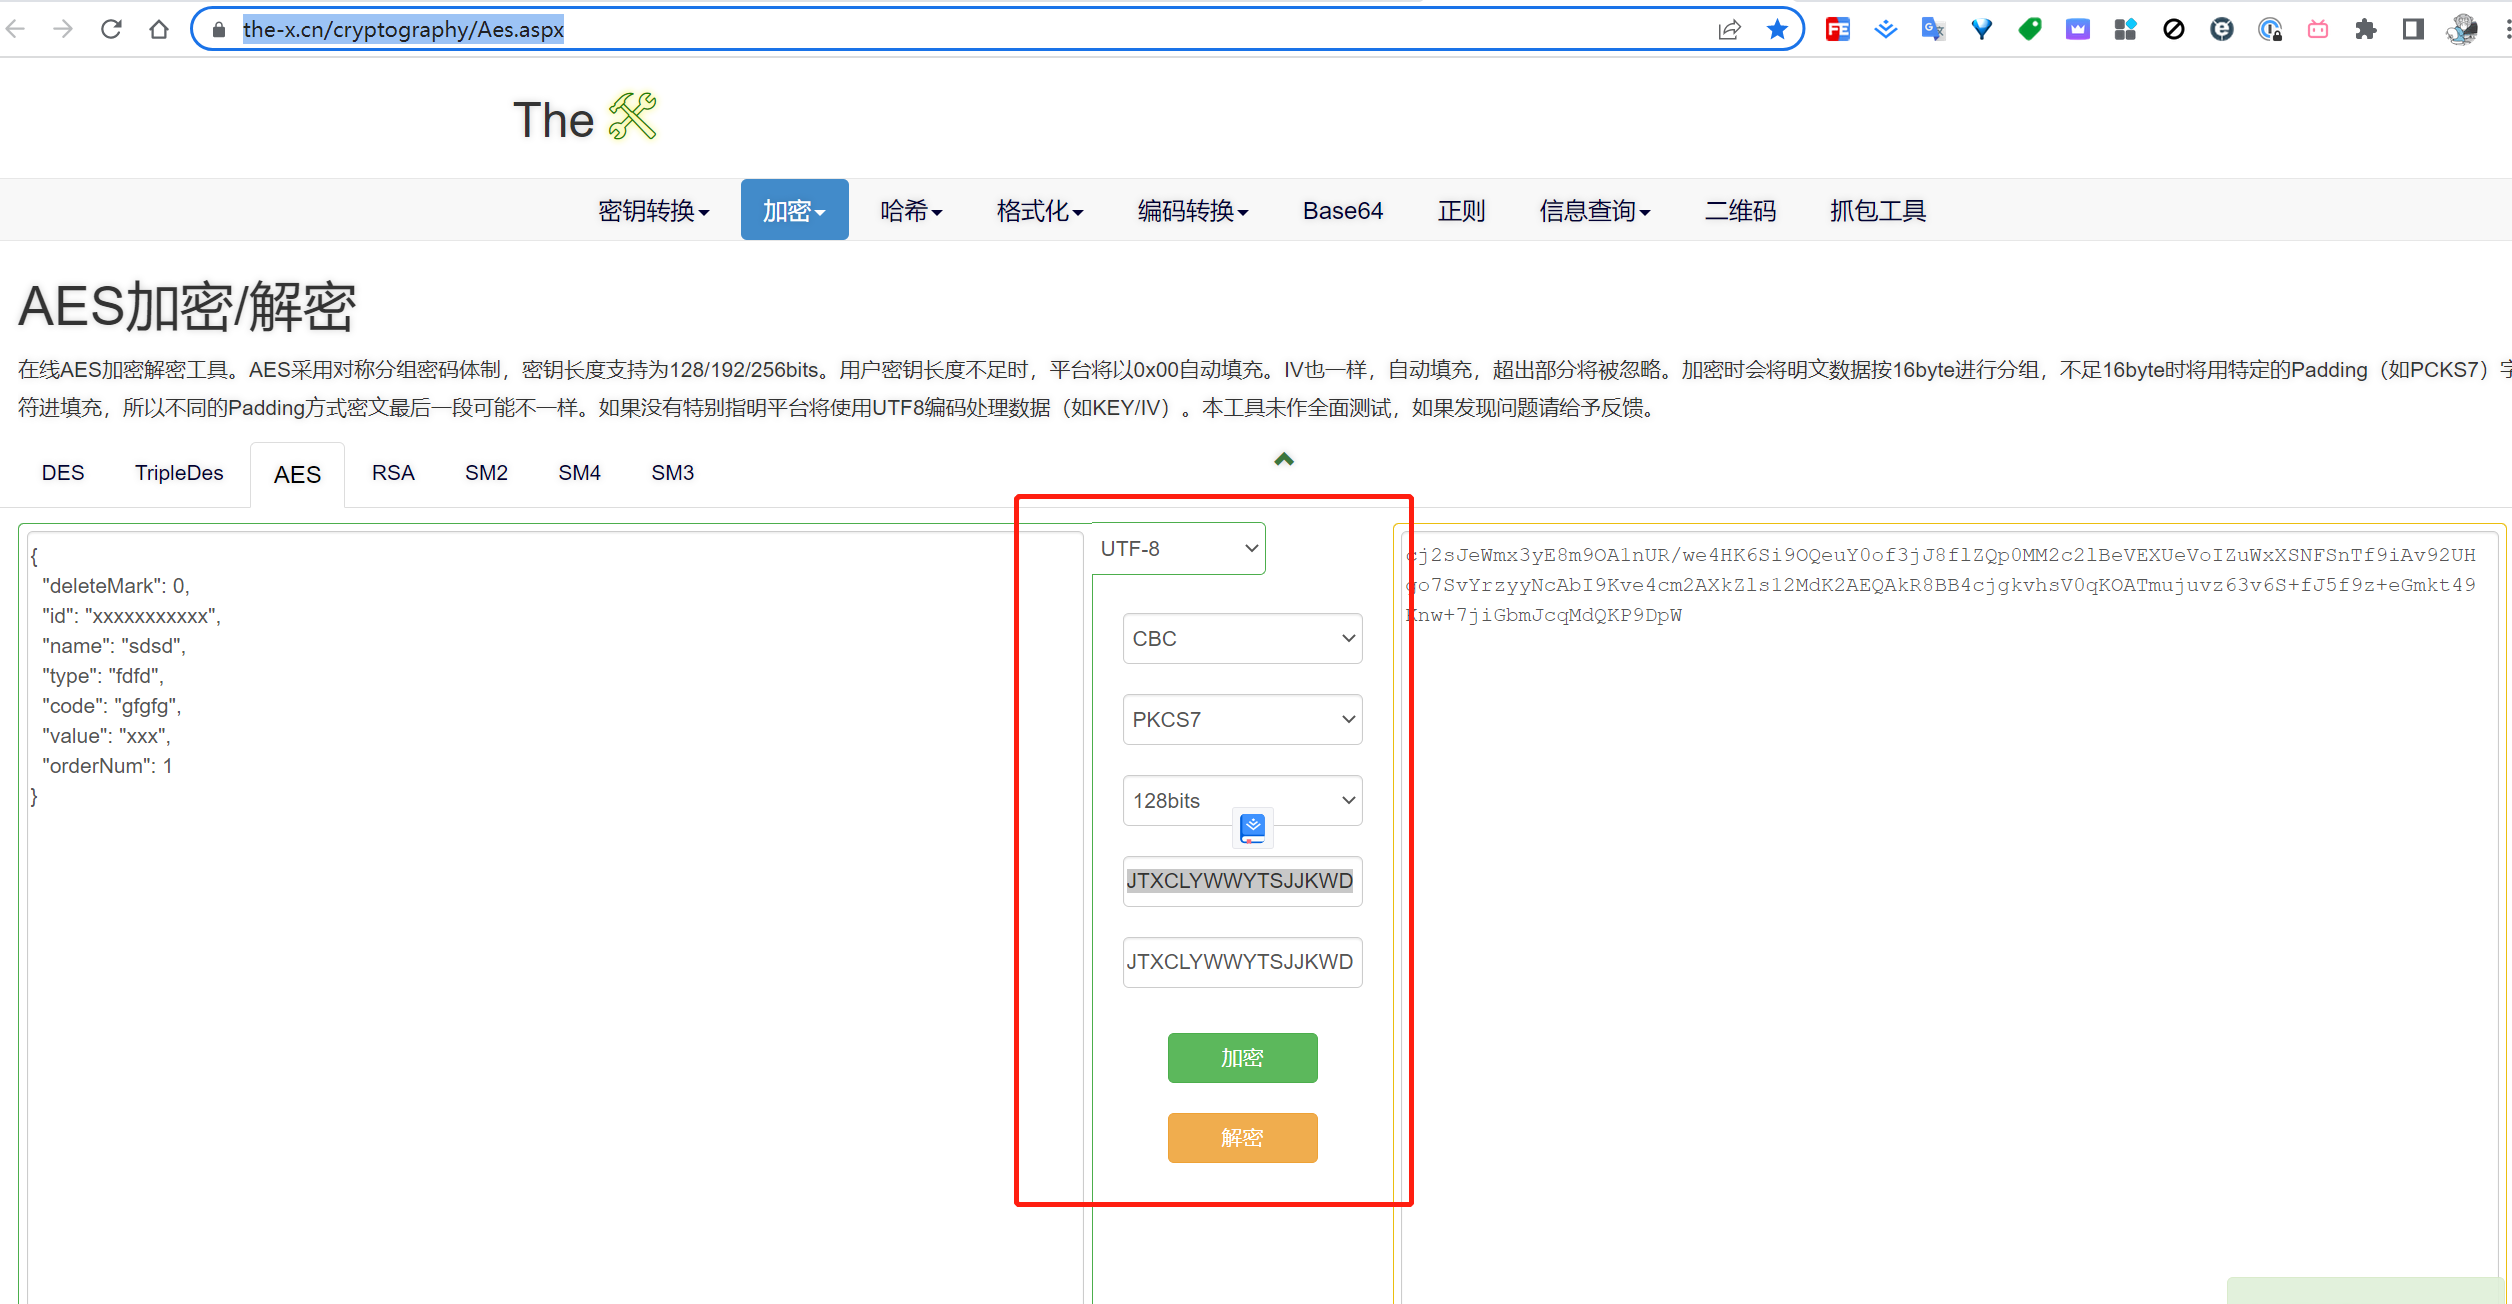 the-x.cn/cryptography/Aes.aspx
The
密钥转换 加密 哈希 格式化 编码转换 Base64 正则 信息查询 二维码 抓包工具
AES加密/解密
在线AES加密解密工具。AES采用对称分组密码体制，密钥长度支持为128/192/256bits。用户密钥长度不足时，平台将以0x00自动填充。IV也一样，自动填充，超出部分将被忽略。加密时会将明文数据按16byte进行分组，不足16byte时将用特定的Padding（如PCKS7）字
符进填充，所以不同的Padding方式密文最后一段可能不一样。如果没有特别指明平台将使用UTF8编码处理数据（如KEY/IV）。本工具未作全面测试，如果发现问题请给予反馈。
DES TripleDes AES RSA SM2 SM4 SM3
{
"deleteMark": 0,
"id": "xxxxxxxxxxx",
"name": "sdsd",
"type": "fdfd",
"code": "gfgfg",
"value": "xxx",
"orderNum": 1
}
UTF-8
CBC
PKCS7
128bits
JTXCLYWWYTSJJKWD
JTXCLYWWYTSJJKWD
加密
解密
cj2sJeWmx3yE8m9OA1nUR/we4HK6Si9OQeuY0of3jJ8flZQp0MM2c2lBeVEXUeVoIZuWxXSNFSnTf9iAv92UH
go7SvYrzyyNcAbI9Kve4cm2AXkZls12MdK2AEQAkR8BB4cjgkvhsV0qKOATmujuvz63v6S+fJ5f9z+eGmkt49
Knw+7jiGbmJcqMdQKP9DpW